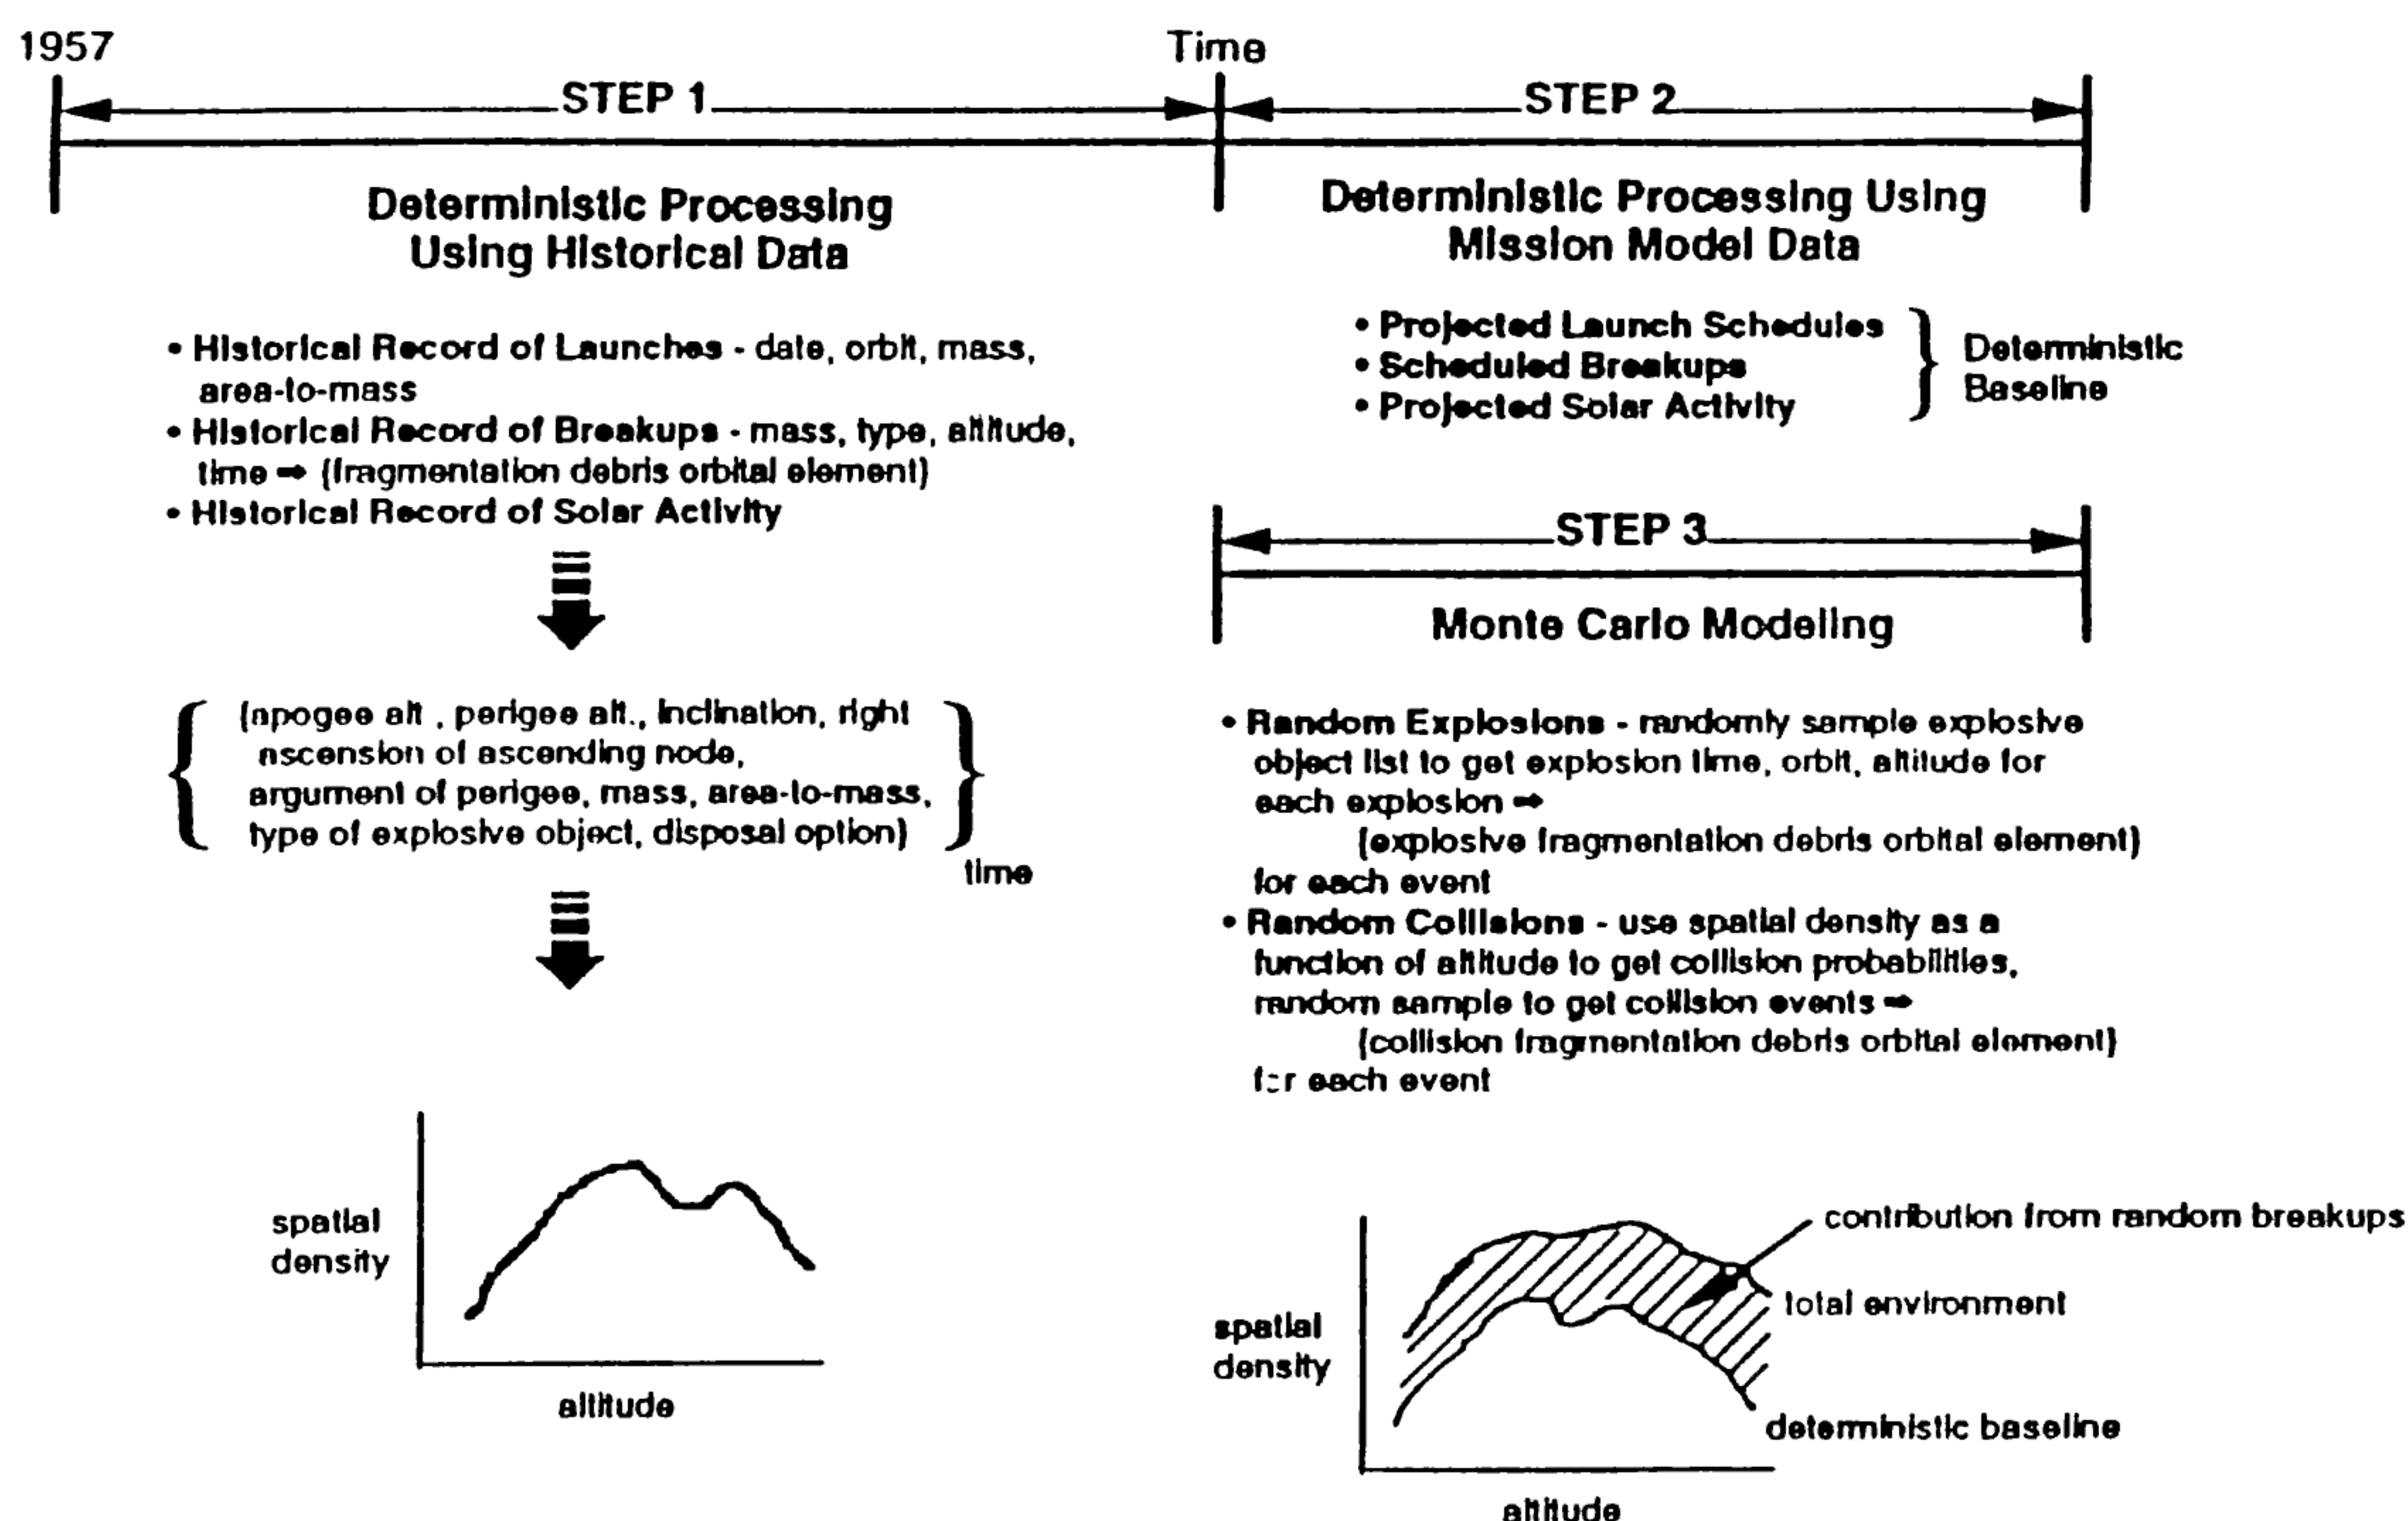 1957
Time
STEP 1
STEP 2
Deterministic Processing
Using Historical Data
• Historical Record of Launches - date, orbit, mass,
area-to-mass
• Historical Record of Breakups - mass, type, altitude,
time ➡ {fragmentation debris orbital element}
• Historical Record of Solar Activity
{apogee alt., perigee alt., inclination, right
ascension of ascending node,
argument of perigee, mass, area-to-mass,
type of explosive object, disposal option}
time
spatial
density
altitude
Deterministic Processing Using
Mission Model Data
• Projected Launch Schedules
• Scheduled Breakups
• Projected Solar Activity
Deterministic
Baseline
STEP 3
Monte Carlo Modeling
• Random Explosions - randomly sample explosive
object list to get explosion time, orbit, altitude for
each explosion ➡
{explosive fragmentation debris orbital element}
for each event
• Random Collisions - use spatial density as a
function of altitude to get collision probabilities,
random sample to get collision events ➡
{collision fragmentation debris orbital element}
for each event
contribution from random breakups
total environment
spatial
density
deterministic baseline
altitude